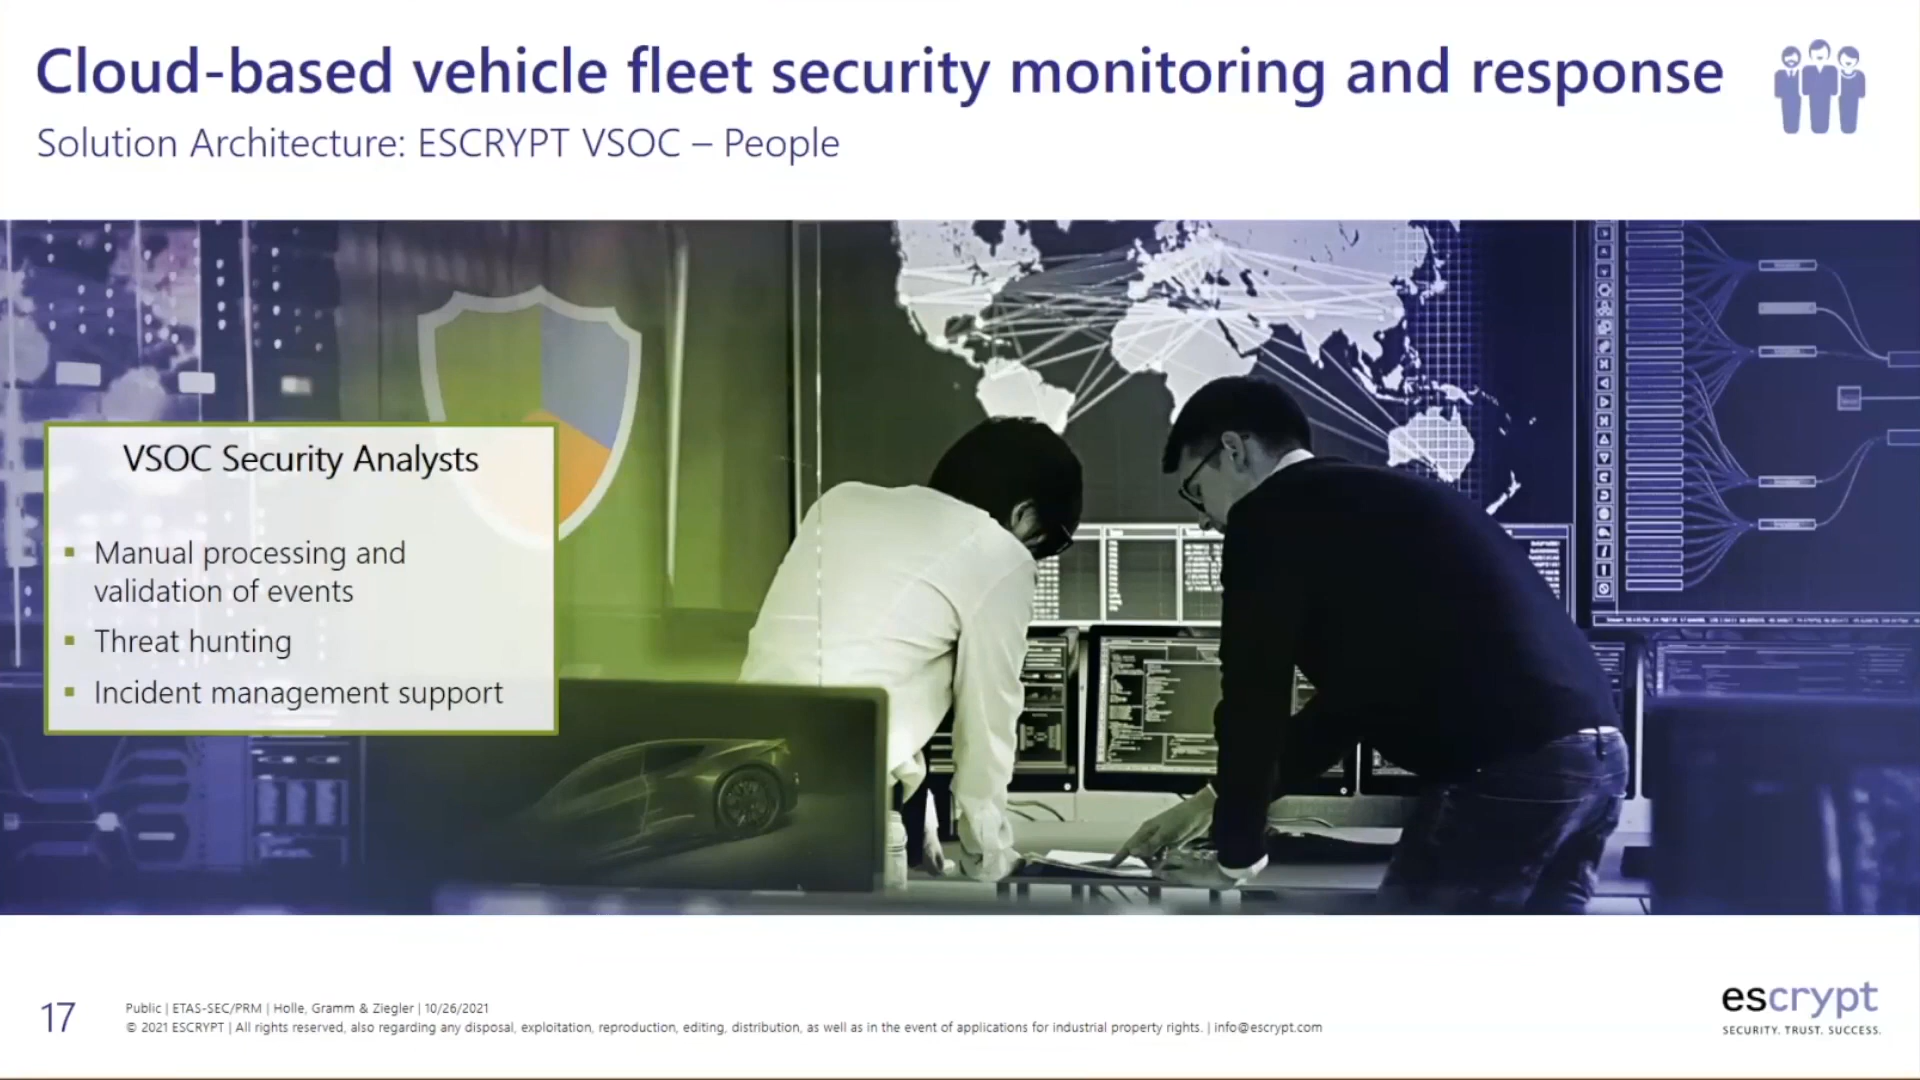 Cloud-based vehicle fleet security monitoring and response
Solution Architecture: ESCRYPT VSOC – People
VSOC Security Analysts
▪ Manual processing and
validation of events
▪ Threat hunting
▪ Incident management support
17
Public | ETAS-SEC/PRM | Holle, Gramm & Ziegler | 10/26/2021
© 2021 ESCRYPT | All rights reserved, also regarding any disposal, exploitation, reproduction, editing, distribution, as well as in the event of applications for industrial property rights. | info@escrypt.com
escrypt
SECURITY. TRUST. SUCCESS.